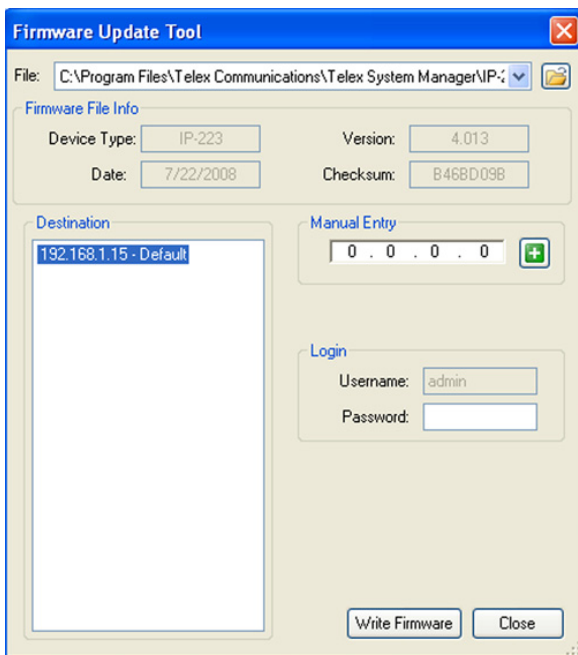 Firmware Update Tool
File: C:\Program Files\Telex Communications\Telex System Manager\IP-2
Firmware File Info
Device Type: IP-223 Version: 4.013
Date: 7/22/2008 Checksum: B46BD09B
Destination
192.168.1.15 - Default
Manual Entry
0 . 0 . 0 . 0
Login
Username: admin
Password:
Write Firmware Close